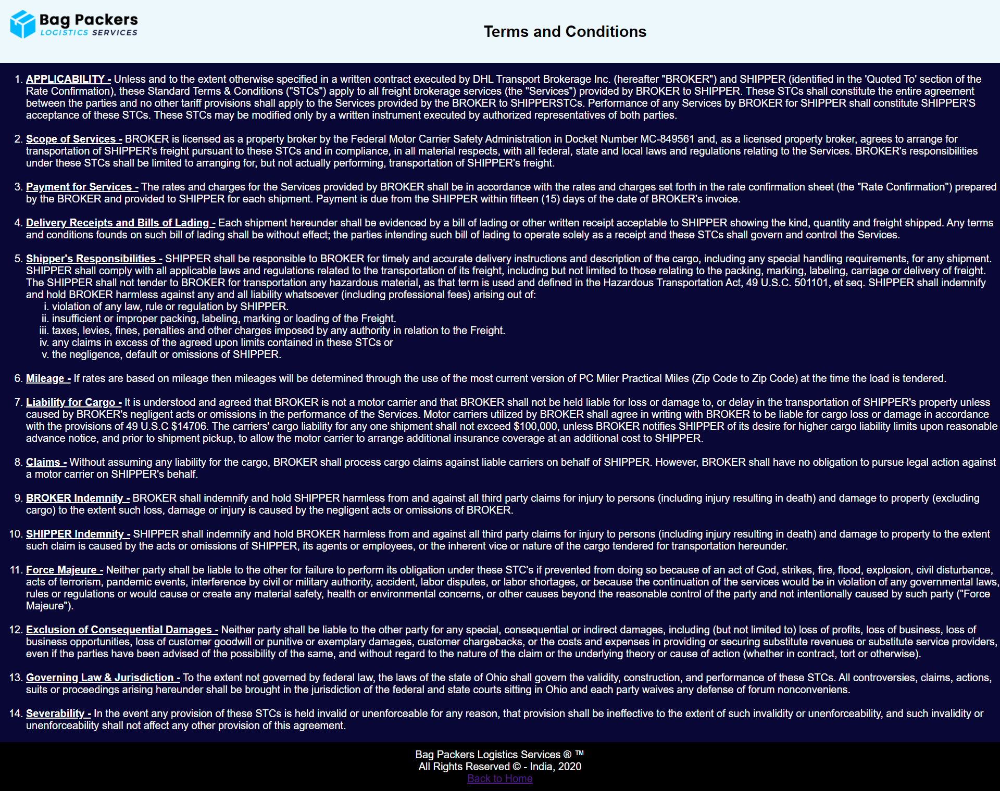 Bag Packers
LOGISTICS SERVICES
Terms and Conditions
1. APPLICABILITY - Unless and to the extent otherwise specified in a written contract executed by DHL Transport Brokerage Inc. (hereafter "BROKER") and SHIPPER (identified in the 'Quoted To' section of the
Rate Confirmation), these Standard Terms & Conditions ("STCs") apply to all freight brokerage services (the "Services") provided by BROKER to SHIPPER. These STCs shall constitute the entire agreement
between the parties and no other tariff provisions shall apply to the Services provided by the BROKER to SHIPPERSTCs. Performance of any Services by BROKER for SHIPPER shall constitute SHIPPER'S
acceptance of these STCs. These STCs may be modified only by a written instrument executed by authorized representatives of both parties.
2. Scope of Services - BROKER is licensed as a property broker by the Federal Motor Carrier Safety Administration in Docket Number MC-849561 and, as a licensed property broker, agrees to arrange for
transportation of SHIPPER's freight pursuant to these STCs and in compliance, in all material respects, with all federal, state and local laws and regulations relating to the Services. BROKER's responsibilities
under these STCs shall be limited to arranging for, but not actually performing, transportation of SHIPPER's freight.
3. Payment for Services - The rates and charges for the Services provided by BROKER shall be in accordance with the rates and charges set forth in the rate confirmation sheet (the "Rate Confirmation") prepared
by the BROKER and provided to SHIPPER for each shipment. Payment is due from the SHIPPER within fifteen (15) days of the date of BROKER's invoice.
4. Delivery Receipts and Bills of Lading - Each shipment hereunder shall be evidenced by a bill of lading or other written receipt acceptable to SHIPPER showing the kind, quantity and freight shipped. Any terms
and conditions founds on such bill of lading shall be without effect; the parties intending such bill of lading to operate solely as a receipt and these STCs shall govern and control the Services.
5. Shipper's Responsibilities - SHIPPER shall be responsible to BROKER for timely and accurate delivery instructions and description of the cargo, including any special handling requirements, for any shipment.
SHIPPER shall comply with all applicable laws and regulations related to the transportation of its freight, including but not limited to those relating to the packing, marking, labeling, carriage or delivery of freight.
The SHIPPER shall not tender to BROKER for transportation any hazardous material, as that term is used and defined in the Hazardous Transportation Act, 49 U.S.C. 501101, et seq. SHIPPER shall indemnify
and hold BROKER harmless against any and all liability whatsoever (including professional fees) arising out of:
i. violation of any law, rule or regulation by SHIPPER.
ii. insufficient or improper packing, labeling, marking or loading of the Freight.
iii. taxes, levies, fines, penalties and other charges imposed by any authority in relation to the Freight.
iv. any claims in excess of the agreed upon limits contained in these STCs or
v. the negligence, default or omissions of SHIPPER.
6. Mileage - If rates are based on mileage then mileages will be determined through the use of the most current version of PC Miler Practical Miles (Zip Code to Zip Code) at the time the load is tendered.
7. Liability for Cargo - It is understood and agreed that BROKER is not a motor carrier and that BROKER shall not be held liable for loss or damage to, or delay in the transportation of SHIPPER's property unless
caused by BROKER's negligent acts or omissions in the performance of the Services. Motor carriers utilized by BROKER shall agree in writing with BROKER to be liable for cargo loss or damage in accordance
with the provisions of 49 U.S.C $14706. The carriers' cargo liability for any one shipment shall not exceed $100,000, unless BROKER notifies SHIPPER of its desire for higher cargo liability limits upon reasonable
advance notice, and prior to shipment pickup, to allow the motor carrier to arrange additional insurance coverage at an additional cost to SHIPPER.
8. Claims - Without assuming any liability for the cargo, BROKER shall process cargo claims against liable carriers on behalf of SHIPPER. However, BROKER shall have no obligation to pursue legal action against
a motor carrier on SHIPPER's behalf.
9. BROKER Indemnity - BROKER shall indemnify and hold SHIPPER harmless from and against all third party claims for injury to persons (including injury resulting in death) and damage to property (excluding
cargo) to the extent such loss, damage or injury is caused by the negligent acts or omissions of BROKER.
10. SHIPPER Indemnity - SHIPPER shall indemnify and hold BROKER harmless from and against all third party claims for injury to persons (including injury resulting in death) and damage to property to the extent
such claim is caused by the acts or omissions of SHIPPER, its agents or employees, or the inherent vice or nature of the cargo tendered for transportation hereunder.
11. Force Majeure - Neither party shall be liable to the other for failure to perform its obligation under these STC's if prevented from doing so because of an act of God, strikes, fire, flood, explosion, civil disturbance,
acts of terrorism, pandemic events, interference by civil or military authority, accident, labor disputes, or labor shortages, or because the continuation of the services would be in violation of any governmental laws,
rules or regulations or would cause or create any material safety, health or environmental concerns, or other causes beyond the reasonable control of the party and not intentionally caused by such party ("Force
Majeure").
12. Exclusion of Consequential Damages - Neither party shall be liable to the other party for any special, consequential or indirect damages, including (but not limited to) loss of profits, loss of business, loss of
business opportunities, loss of customer goodwill or punitive or exemplary damages, customer chargebacks, or the costs and expenses in providing or securing substitute revenues or substitute service providers,
even if the parties have been advised of the possibility of the same, and without regard to the nature of the claim or the underlying theory or cause of action (whether in contract, tort or otherwise).
13. Governing Law & Jurisdiction - To the extent not governed by federal law, the laws of the state of Ohio shall govern the validity, construction, and performance of these STCs. All controversies, claims, actions,
suits or proceedings arising hereunder shall be brought in the jurisdiction of the federal and state courts sitting in Ohio and each party waives any defense of forum nonconveniens.
14. Severability - In the event any provision of these STCs is held invalid or unenforceable for any reason, that provision shall be ineffective to the extent of such invalidity or unenforceability, and such invalidity or
unenforceability shall not affect any other provision of this agreement.
Bag Packers Logistics Services ® ™
All Rights Reserved © - India, 2020
Back to Home